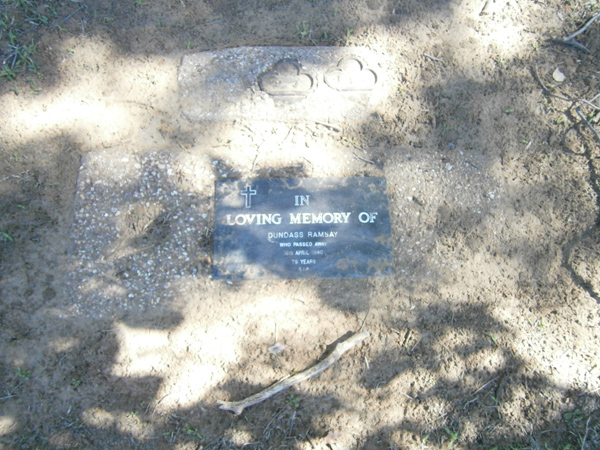 IN
LOVING MEMORY OF
DUNDASS RAMSAY
WHO PASSED AWAY
APRIL
YEARS